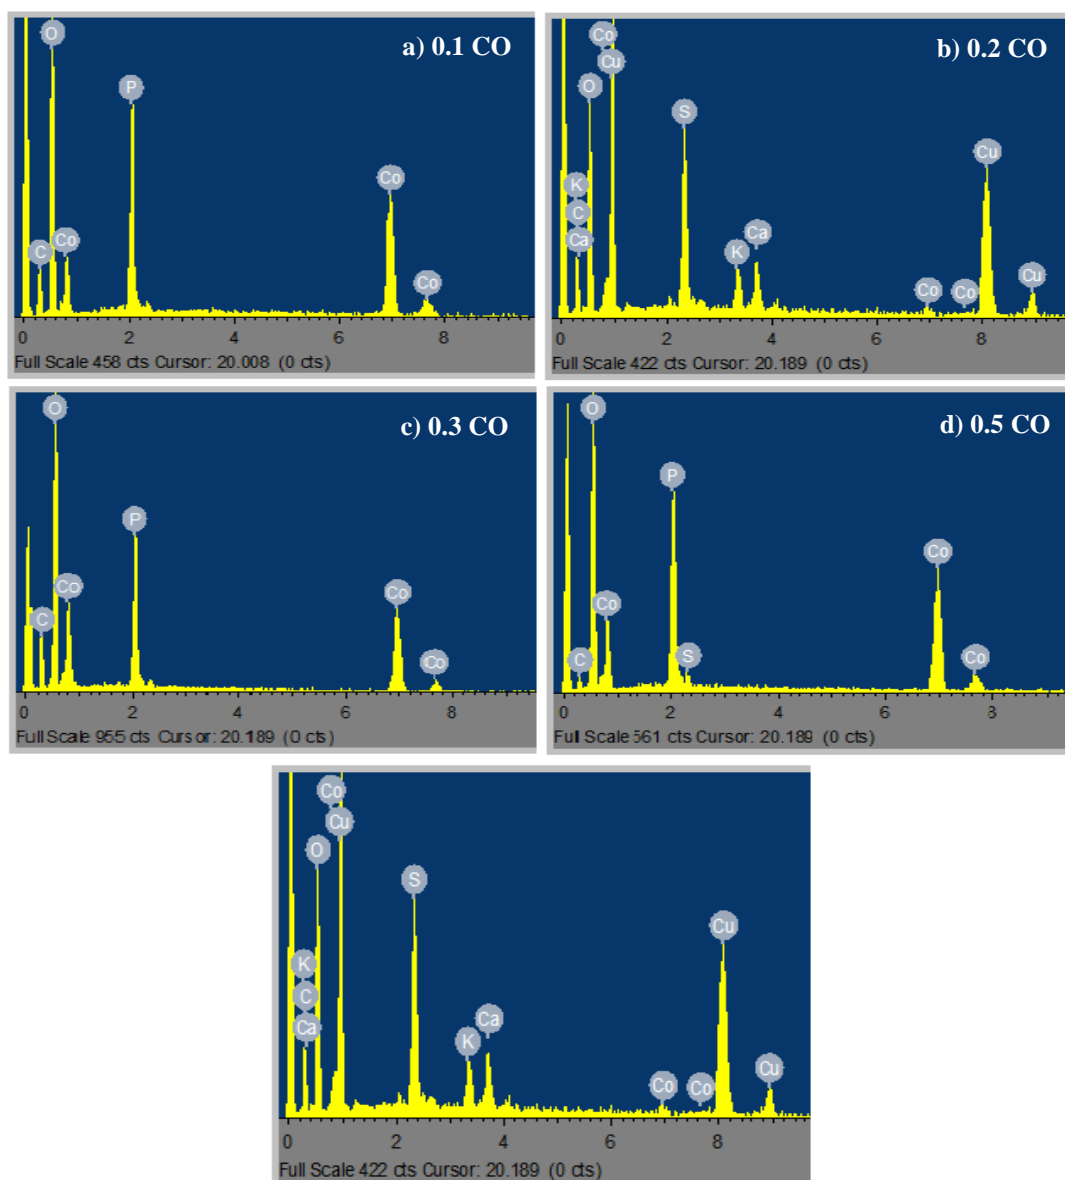 a) 0.1 CO
O
P
Co
Co
C
Co
0 2 4 6 8
Full Scale 458 cts Cursor: 20.008 (0 cts)
b) 0.2 CO
Co
Cu
O
S
Cu
K
C
Ca
Ca
K
Co
Co
Cu
0 2 4 6 8
Full Scale 422 cts Cursor: 20.189 (0 cts)
c) 0.3 CO
O
P
Co
Co
C
Co
0 2 4 6 8
Full Scale 955 cts Cursor: 20.189 (0 cts)
d) 0.5 CO
O
P
Co
Co
C
S
Co
0 2 4 6 8
Full Scale 561 cts Cursor: 20.189 (0 cts)
Co
Cu
O
S
Cu
K
C
Ca
Ca
K
Co
Co
Cu
0 2 4 6 8
Full Scale 422 cts Cursor: 20.189 (0 cts)